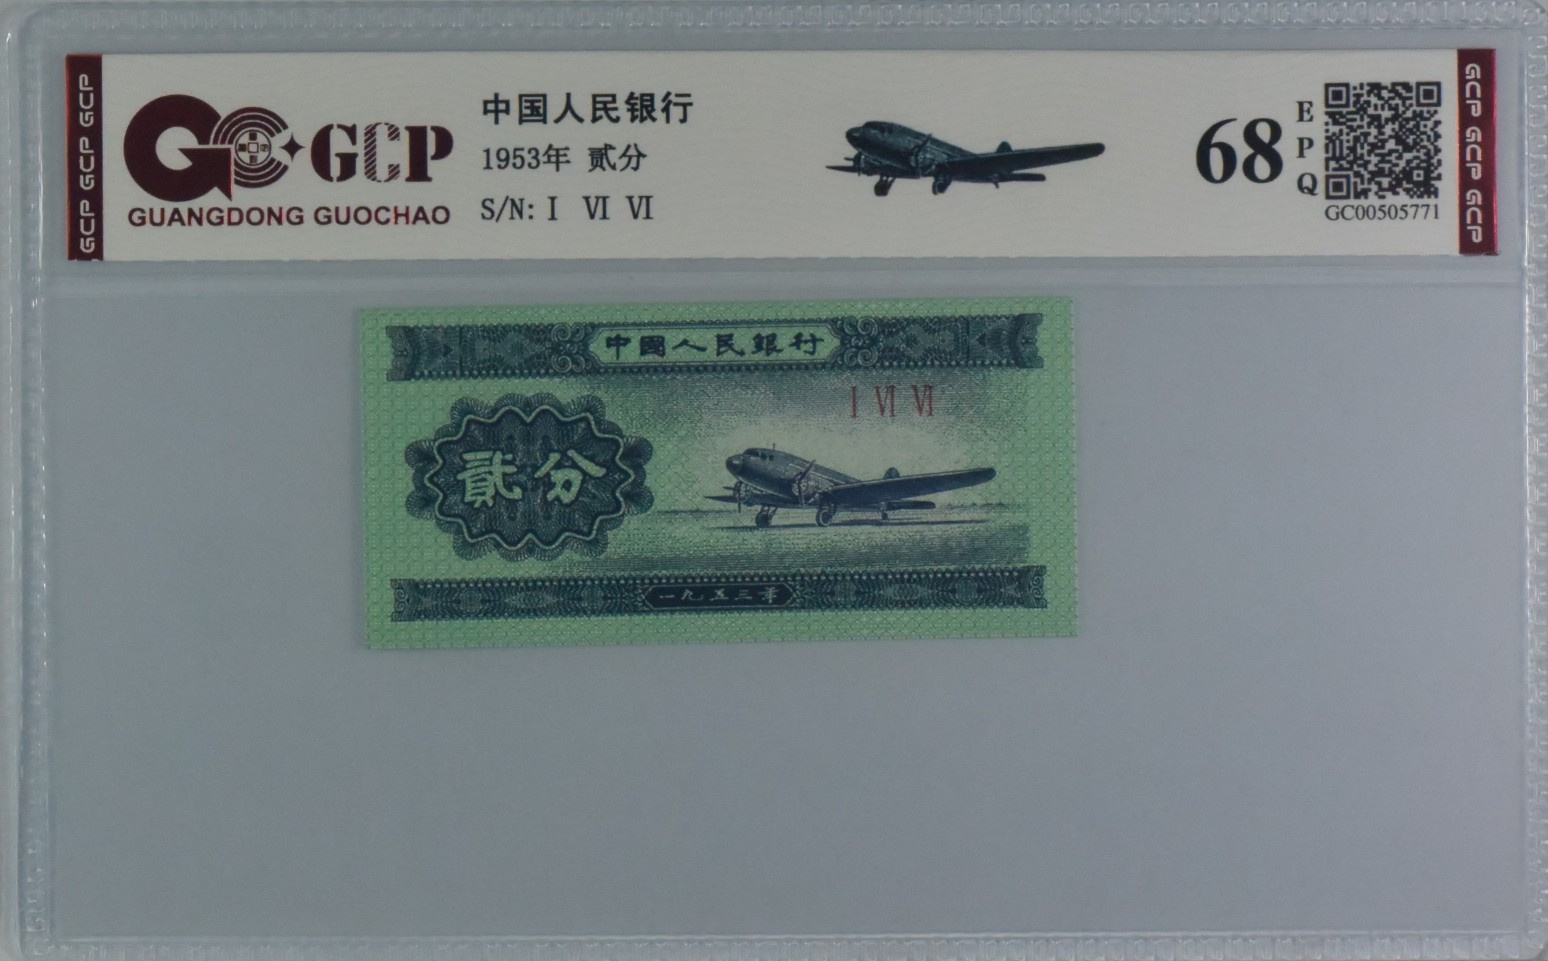 GCP GCP GCP
GCP
GUANGDONG GUOCHAO
中国人民银行
1953年 贰分
S/N: Ⅰ Ⅵ Ⅵ
68
EPQ
GC00505771
GCP GCP GCP
中國人民銀行
Ⅰ Ⅵ Ⅵ
貳分
一九五三年